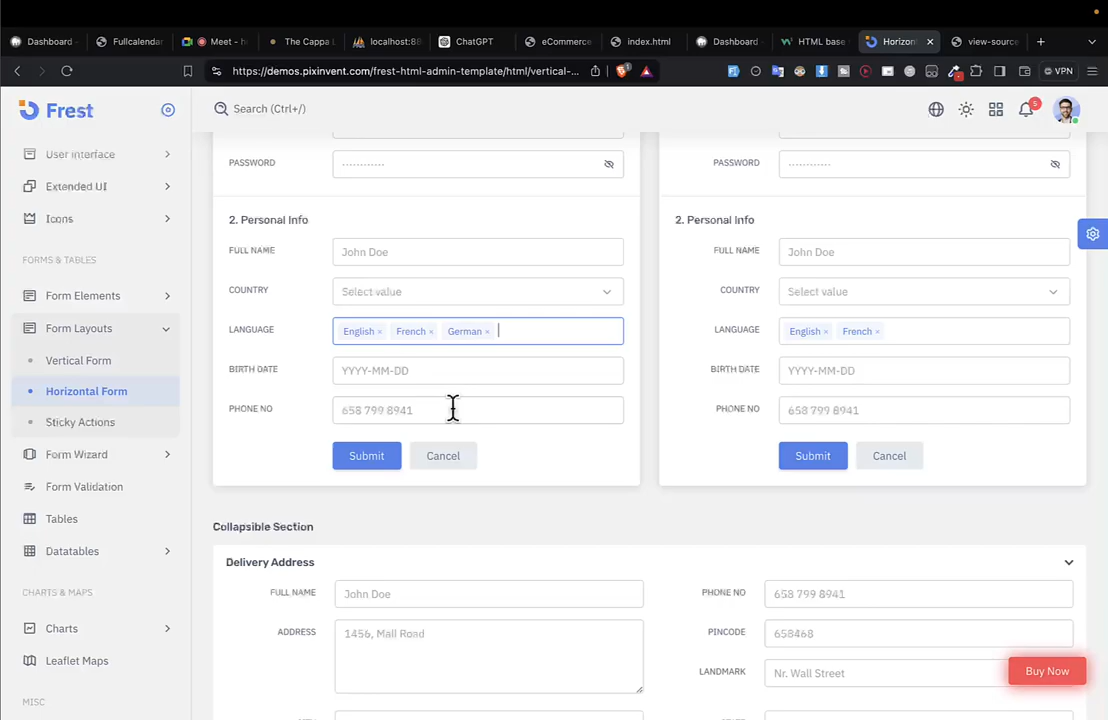 Dashboard
Fullcalendar
Meet - h
The Cappa L
localhost:88
ChatGPT
eCommerce
index.html
Dashboard
HTML base
Horizon
view-source
https://demos.pixinvent.com/frest-html-admin-template/html/vertical-...
VPN
Frest
Search (Ctrl+/)
5
User Interface
Extended UI
Icons
FORMS & TABLES
Form Elements
Form Layouts
Vertical Form
Horizontal Form
Sticky Actions
Form Wizard
Form Validation
Tables
Datatables
CHARTS & MAPS
Charts
Leaflet Maps
MISC
PASSWORD
2. Personal Info
FULL NAME John Doe
COUNTRY Select value
LANGUAGE English × French × German ×
BIRTH DATE YYYY-MM-DD
PHONE NO 658 799 8941
Submit Cancel
PASSWORD
2. Personal Info
FULL NAME John Doe
COUNTRY Select value
LANGUAGE English × French ×
BIRTH DATE YYYY-MM-DD
PHONE NO 658 799 8941
Submit Cancel
Collapsible Section
Delivery Address
FULL NAME John Doe
PHONE NO 658 799 8941
ADDRESS 1456, Mall Road
PINCODE 658468
LANDMARK Nr. Wall Street
Buy Now